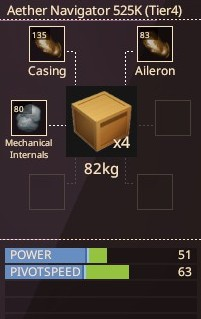 Aether Navigator 525K (Tier4)
135
83
Casing
Aileron
80
Mechanical
Internals
x4
82kg
POWER 51
PIVOTSPEED 63